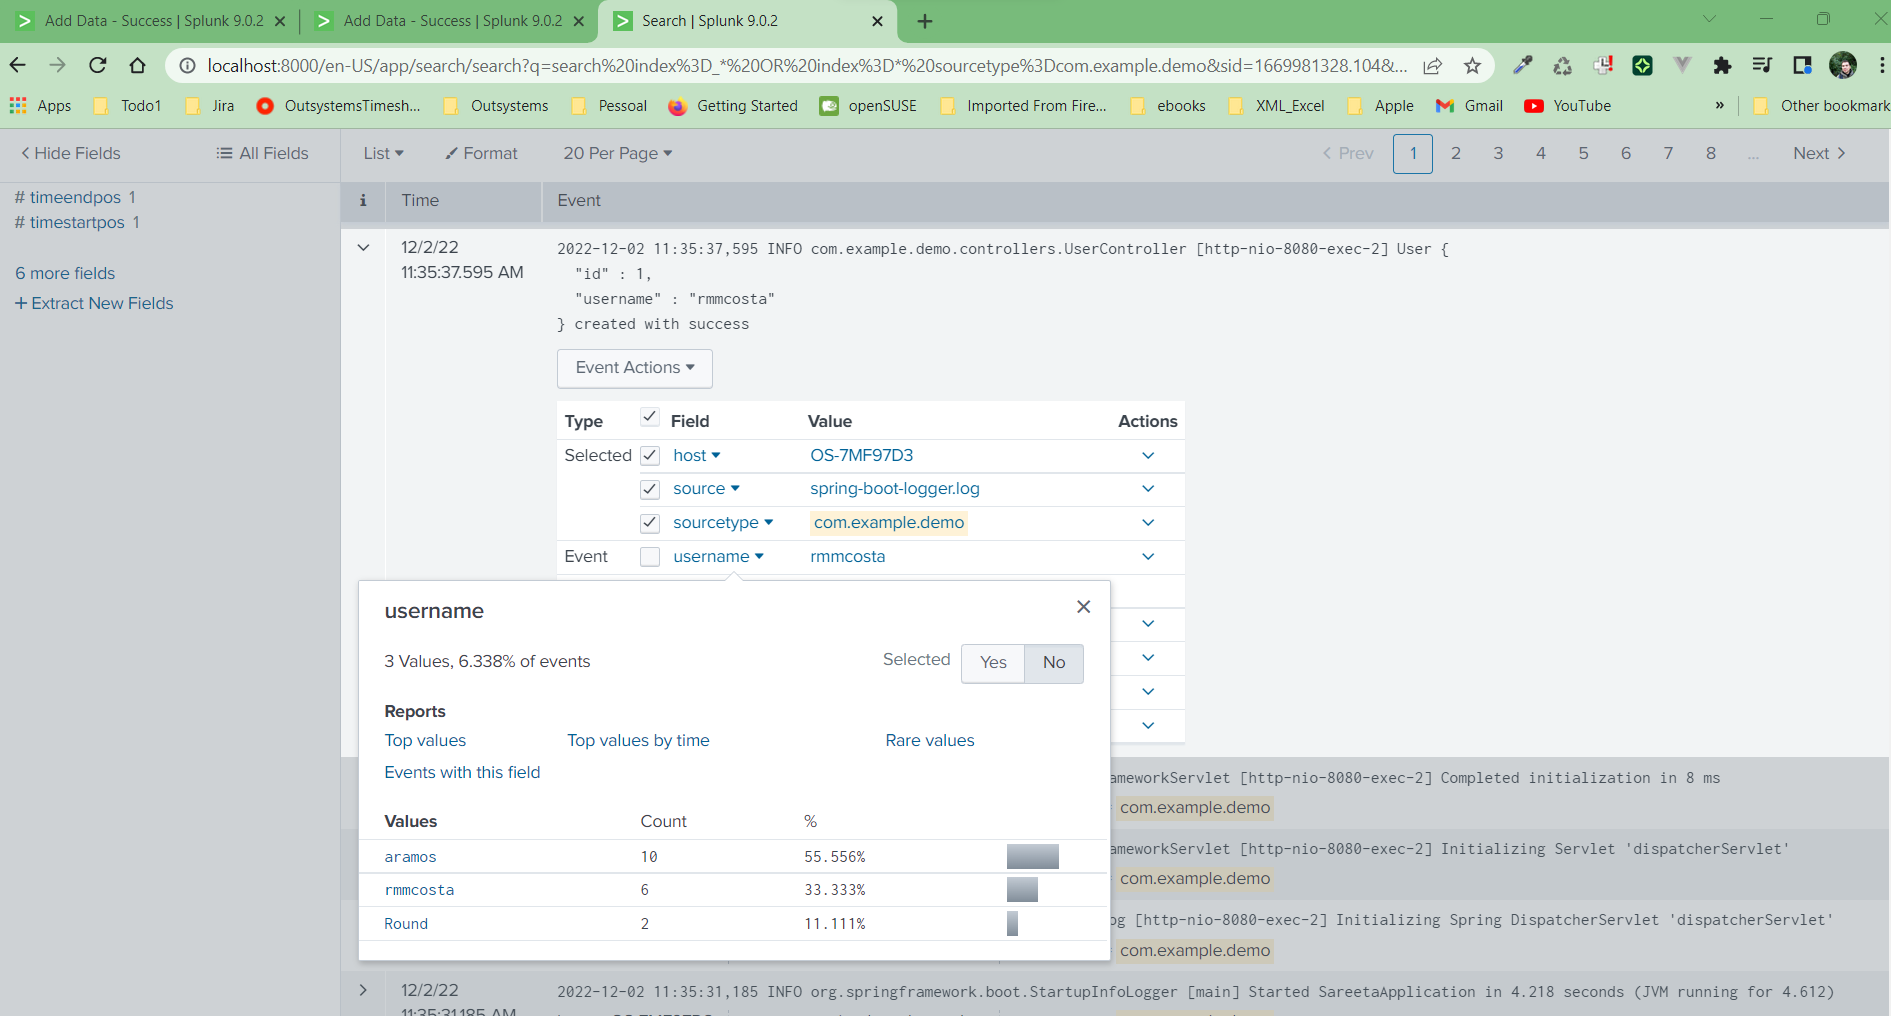 Add Data - Success | Splunk 9.0.2
Add Data - Success | Splunk 9.0.2
Search | Splunk 9.0.2
localhost:8000/en-US/app/search/search?q=search%20index%3D_*%20OR%20index%3D*%20sourcetype%3Dcom.example.demo&sid=1669981328.104&...
Apps Todo1 Jira OutsystemsTimesh... Outsystems Pessoal Getting Started openSUSE Imported From Fire... ebooks XML_Excel Apple Gmail YouTube » Other bookmark
Hide Fields All Fields
# timeendpos 1
# timestartpos 1
6 more fields
+ Extract New Fields
List Format 20 Per Page
< Prev 1 2 3 4 5 6 7 8 ... Next >
i Time Event
12/2/22
11:35:37.595 AM
2022-12-02 11:35:37,595 INFO com.example.demo.controllers.UserController [http-nio-8080-exec-2] User {
"id" : 1,
"username" : "rmmcosta"
} created with success
Event Actions
Type Field Value Actions
Selected host OS-7MF97D3
source spring-boot-logger.log
sourcetype com.example.demo
Event username rmmcosta
username
3 Values, 6.338% of events Selected Yes No
Reports
Top values Top values by time Rare values
Events with this field
Values Count %
aramos 10 55.556%
rmmcosta 6 33.333%
Round 2 11.111%
ameworkServlet [http-nio-8080-exec-2] Completed initialization in 8 ms
com.example.demo
ameworkServlet [http-nio-8080-exec-2] Initializing Servlet 'dispatcherServlet'
com.example.demo
og [http-nio-8080-exec-2] Initializing Spring DispatcherServlet 'dispatcherServlet'
com.example.demo
12/2/22
11:35:31.185 AM
2022-12-02 11:35:31,185 INFO org.springframework.boot.StartupInfoLogger [main] Started SareetaApplication in 4.218 seconds (JVM running for 4.612)